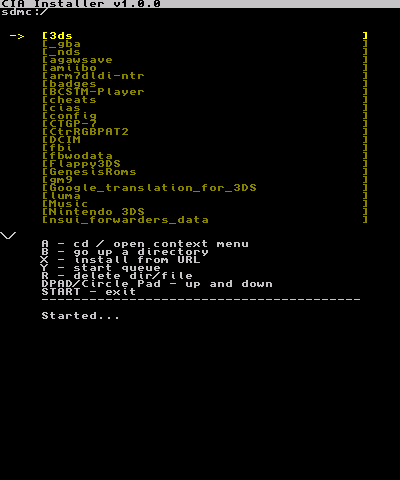 CIA Installer v1.0.0
sdmc:/
-> [3ds ]
[_gba ]
[_nds ]
[agawsave ]
[amiibo ]
[arm7dldi-ntr ]
[badges ]
[BCSTM-Player ]
[cheats ]
[cias ]
[config ]
[CTGP-7 ]
[CtrRGBPAT2 ]
[DCIM ]
[fbi ]
[fbwodata ]
[Flappy3DS ]
[GenesisRoms ]
[gm9 ]
[Google_translation_for_3DS ]
[luma ]
[Music ]
[Nintendo 3DS ]
[nsui_forwarders_data ]
\/
A - cd / open context menu
B - go up a directory
X - install from URL
Y - start queue
R - delete dir/file
DPAD/Circle Pad - up and down
START - exit
----------------------------------------
Started...